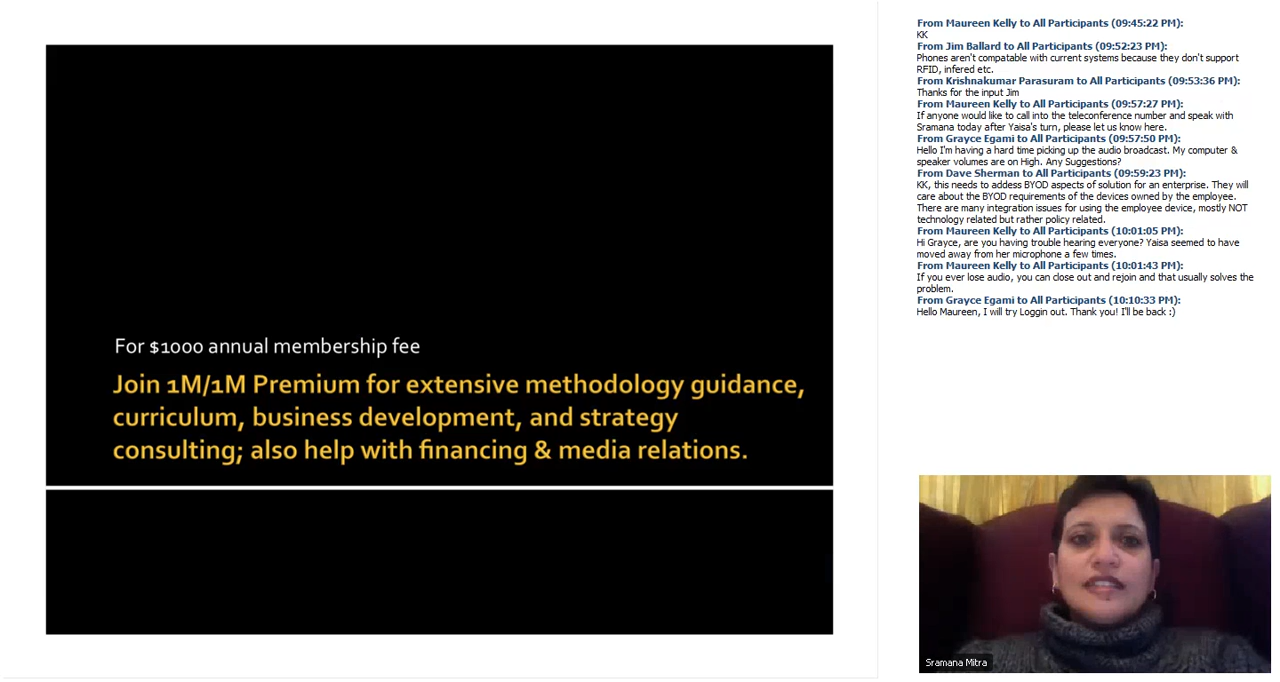 For $1000 annual membership fee
Join 1M/1M Premium for extensive methodology guidance,
curriculum, business development, and strategy
consulting; also help with financing & media relations.
From Maureen Kelly to All Participants (09:45:22 PM):
KK
From Jim Ballard to All Participants (09:52:23 PM):
Phones aren't compatable with current systems because they don't support
RFID, infered etc.
From Krishnakumar Parasuram to All Participants (09:53:36 PM):
Thanks for the input Jim
From Maureen Kelly to All Participants (09:57:27 PM):
If anyone would like to call into the teleconference number and speak with
Sramana today after Yaisa's turn, please let us know here.
From Grayce Egami to All Participants (09:57:50 PM):
Hello I'm having a hard time picking up the audio broadcast. My computer &
speaker volumes are on High. Any Suggestions?
From Dave Sherman to All Participants (09:59:23 PM):
KK, this needs to addess BYOD aspects of solution for an enterprise. They will
care about the BYOD requirements of the devices owned by the employee.
There are many integration issues for using the employee device, mostly NOT
technology related but rather policy related.
From Maureen Kelly to All Participants (10:01:05 PM):
Hi Grayce, are you having trouble hearing everyone? Yaisa seemed to have
moved away from her microphone a few times.
From Maureen Kelly to All Participants (10:01:43 PM):
If you ever lose audio, you can close out and rejoin and that usually solves the
problem.
From Grayce Egami to All Participants (10:10:33 PM):
Hello Maureen, I will try Loggin out. Thank you! I'll be back :)
Sramana Mitra